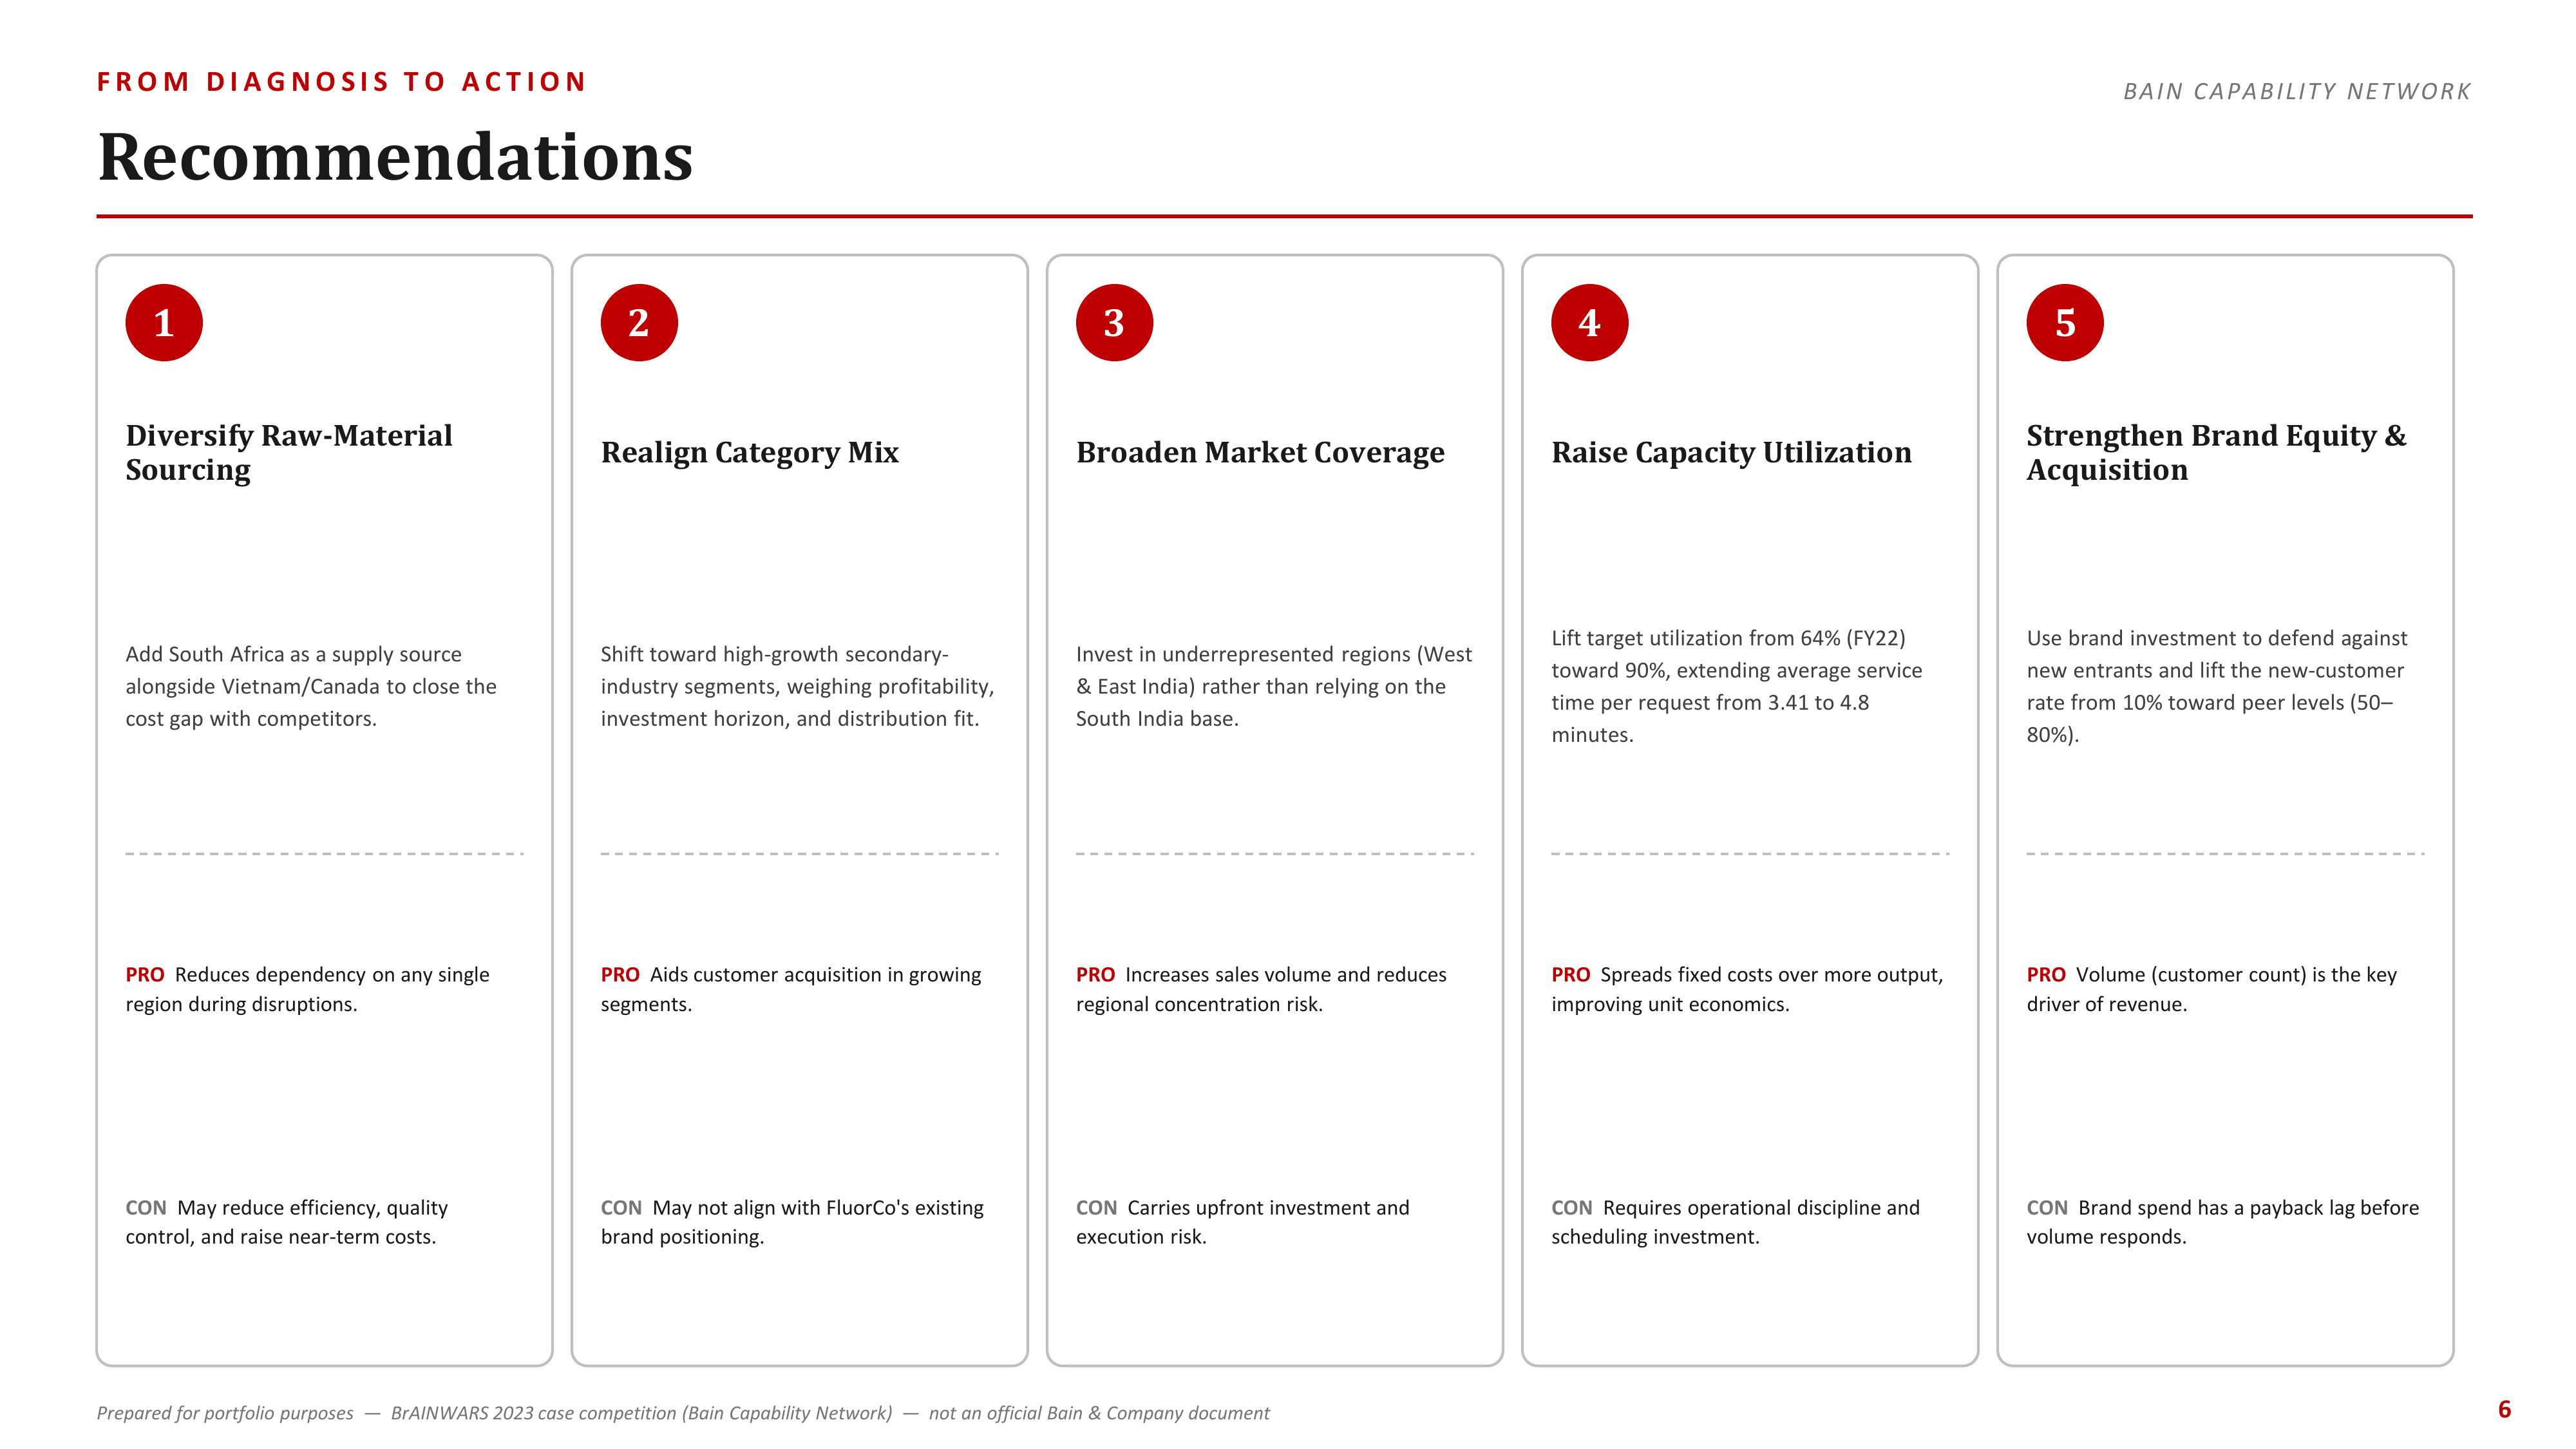 FROM DIAGNOSIS TO ACTION
BAIN CAPABILITY NETWORK
Recommendations
1
Diversify Raw-Material
Sourcing
Add South Africa as a supply source
alongside Vietnam/Canada to close the
cost gap with competitors.
PRO Reduces dependency on any single
region during disruptions.
CON May reduce efficiency, quality
control, and raise near-term costs.
2
Realign Category Mix
Shift toward high-growth secondary-
industry segments, weighing profitability,
investment horizon, and distribution fit.
PRO Aids customer acquisition in growing
segments.
CON May not align with FluorCo's existing
brand positioning.
3
Broaden Market Coverage
Invest in underrepresented regions (West
& East India) rather than relying on the
South India base.
PRO Increases sales volume and reduces
regional concentration risk.
CON Carries upfront investment and
execution risk.
4
Raise Capacity Utilization
Lift target utilization from 64% (FY22)
toward 90%, extending average service
time per request from 3.41 to 4.8
minutes.
PRO Spreads fixed costs over more output,
improving unit economics.
CON Requires operational discipline and
scheduling investment.
5
Strengthen Brand Equity &
Acquisition
Use brand investment to defend against
new entrants and lift the new-customer
rate from 10% toward peer levels (50–
80%).
PRO Volume (customer count) is the key
driver of revenue.
CON Brand spend has a payback lag before
volume responds.
Prepared for portfolio purposes — BrAINWARS 2023 case competition (Bain Capability Network) — not an official Bain & Company document
6